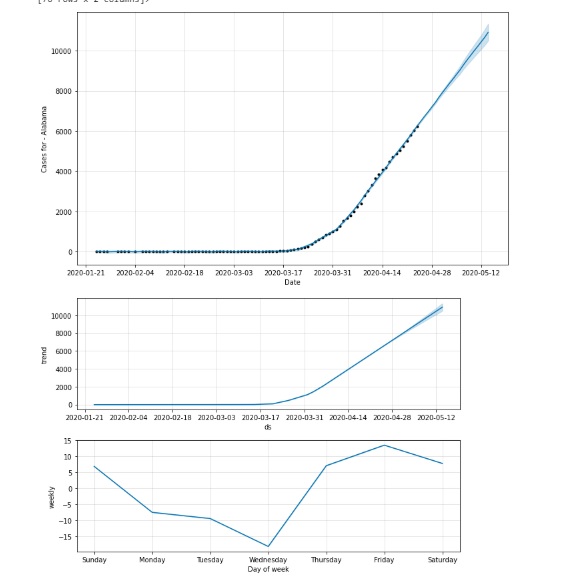 10000
8000
6000
4000
2000
0
Cases for - Alabama
2020-01-21 2020-02-04 2020-02-18 2020-03-03 2020-03-17 2020-03-31 2020-04-14 2020-04-28 2020-05-12
Date
10000
8000
6000
4000
2000
0
trend
2020-01-21 2020-02-04 2020-02-18 2020-03-03 2020-03-17 2020-03-31 2020-04-14 2020-04-28 2020-05-12
ds
15
10
5
0
−5
−10
−15
weekly
Sunday Monday Tuesday Wednesday Thursday Friday Saturday
Day of week